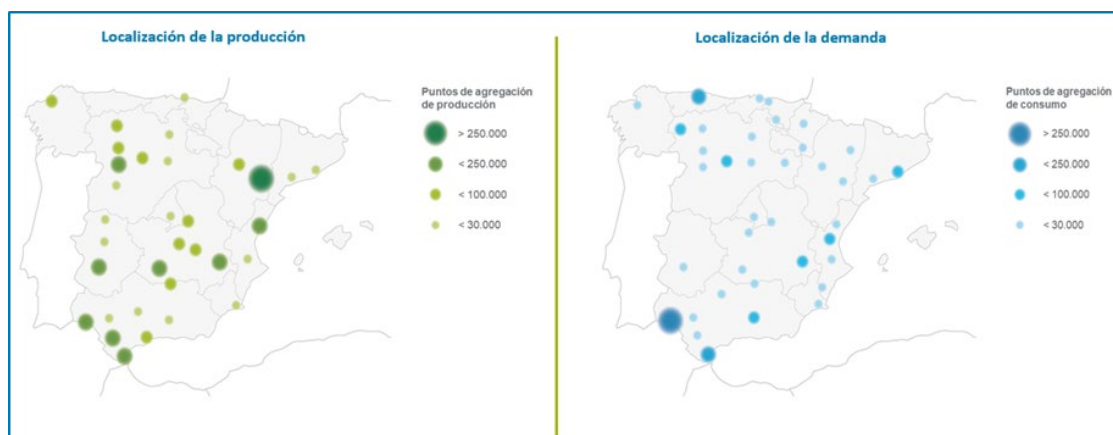 Localización de la producción
Puntos de agregación
de producción
> 250.000
< 250.000
< 100.000
< 30.000
Localización de la demanda
Puntos de agregación
de consumo
> 250.000
< 250.000
< 100.000
< 30.000